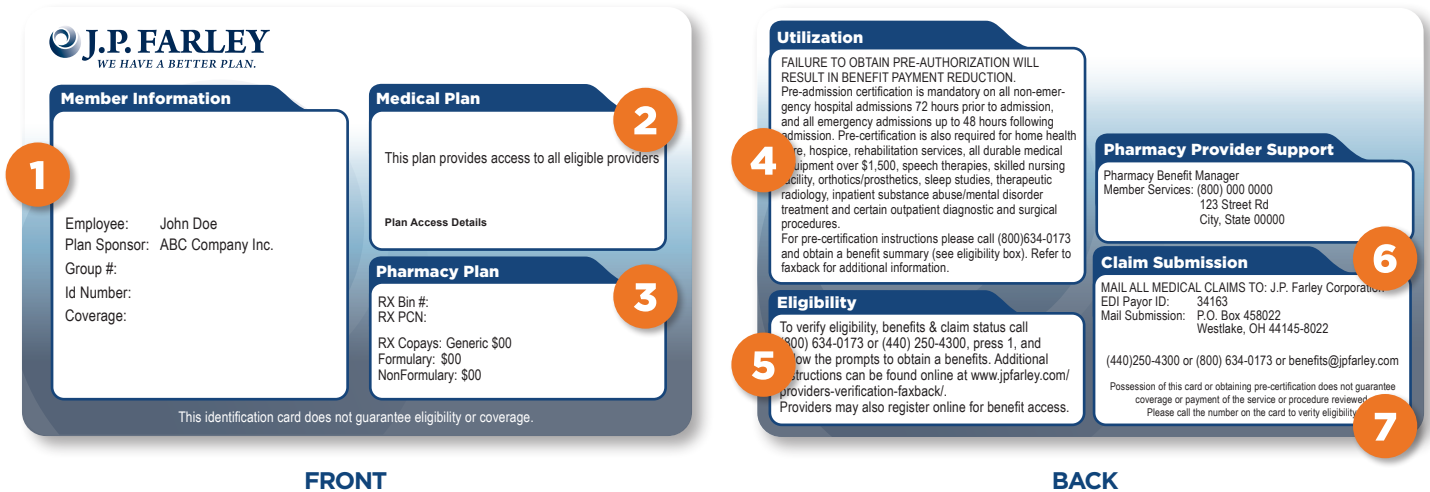 J.P. FARLEY
WE HAVE A BETTER PLAN.
Member Information
1
Employee: John Doe
Plan Sponsor: ABC Company Inc.
Group #:
Id Number:
Coverage:
Medical Plan
2
This plan provides access to all eligible providers
Plan Access Details
Pharmacy Plan
3
RX Bin #:
RX PCN:
RX Copays: Generic $00
Formulary: $00
NonFormulary: $00
This identification card does not guarantee eligibility or coverage.
FRONT
Utilization
FAILURE TO OBTAIN PRE-AUTHORIZATION WILL
RESULT IN BENEFIT PAYMENT REDUCTION.
Pre-admission certification is mandatory on all non-emer-
gency hospital admissions 72 hours prior to admission,
and all emergency admissions up to 48 hours following
admission. Pre-certification is also required for home health
4
hospice, rehabilitation services, all durable medical
equipment over $1,500, speech therapies, skilled nursing
facility, orthotics/prosthetics, sleep studies, therapeutic
radiology, inpatient substance abuse/mental disorder
treatment and certain outpatient diagnostic and surgical
procedures.
For pre-certification instructions please call (800)634-0173
and obtain a benefit summary (see eligibility box). Refer to
faxback for additional information.
Eligibility
To verify eligibility, benefits & claim status call
(800) 634-0173 or (440) 250-4300, press 1, and
5
the prompts to obtain a benefits. Additional
instructions can be found online at www.jpfarley.com/
providers-verification-faxback/.
Providers may also register online for benefit access.
Pharmacy Provider Support
Pharmacy Benefit Manager
Member Services: (800) 000 0000
123 Street Rd
City, State 00000
6
Claim Submission
MAIL ALL MEDICAL CLAIMS TO: J.P. Farley Corporation
EDI Payor ID: 34163
Mail Submission: P.O. Box 458022
Westlake, OH 44145-8022
(440)250-4300 or (800) 634-0173 or benefits@jpfarley.com
Possession of this card or obtaining pre-certification does not guarantee
coverage or payment of the service or procedure reviewed.
Please call the number on the card to verity eligibility
7
BACK